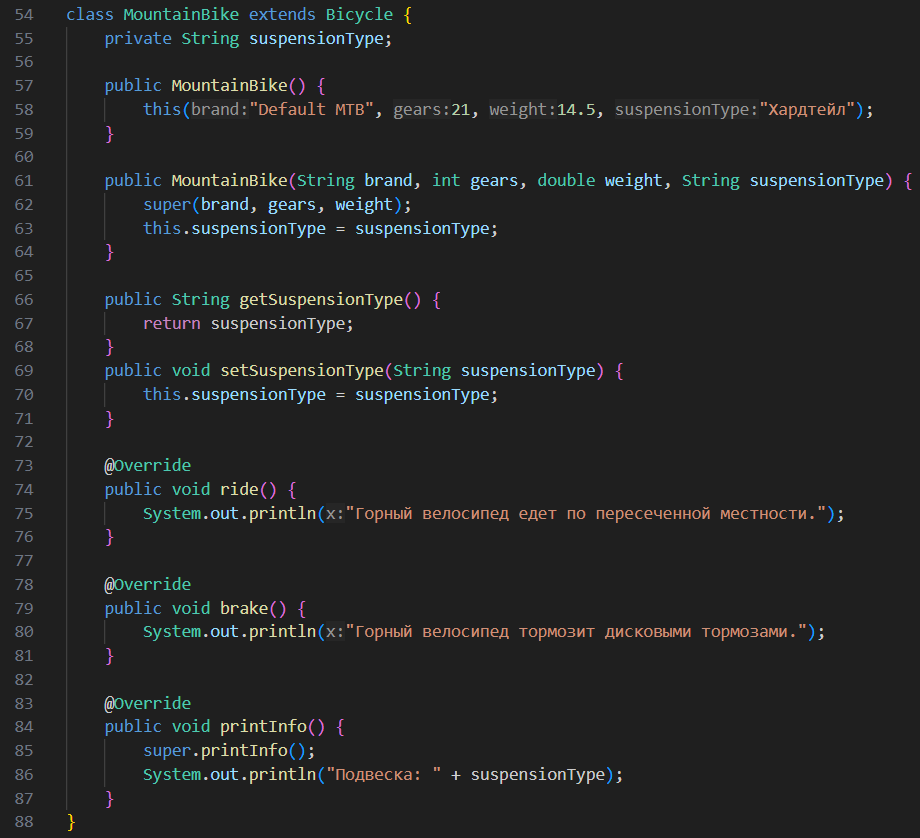 54 class MountainBike extends Bicycle {
55     private String suspensionType;
56
57     public MountainBike() {
58         this(brand:"Default MTB", gears:21, weight:14.5, suspensionType:"Хардтейл");
59     }
60
61     public MountainBike(String brand, int gears, double weight, String suspensionType) {
62         super(brand, gears, weight);
63         this.suspensionType = suspensionType;
64     }
65
66     public String getSuspensionType() {
67         return suspensionType;
68     }
69     public void setSuspensionType(String suspensionType) {
70         this.suspensionType = suspensionType;
71     }
72
73     @Override
74     public void ride() {
75         System.out.println(x:"Горный велосипед едет по пересеченной местности.");
76     }
77
78     @Override
79     public void brake() {
80         System.out.println(x:"Горный велосипед тормозит дисковыми тормозами.");
81     }
82
83     @Override
84     public void printInfo() {
85         super.printInfo();
86         System.out.println("Подвеска: " + suspensionType);
87     }
88 }